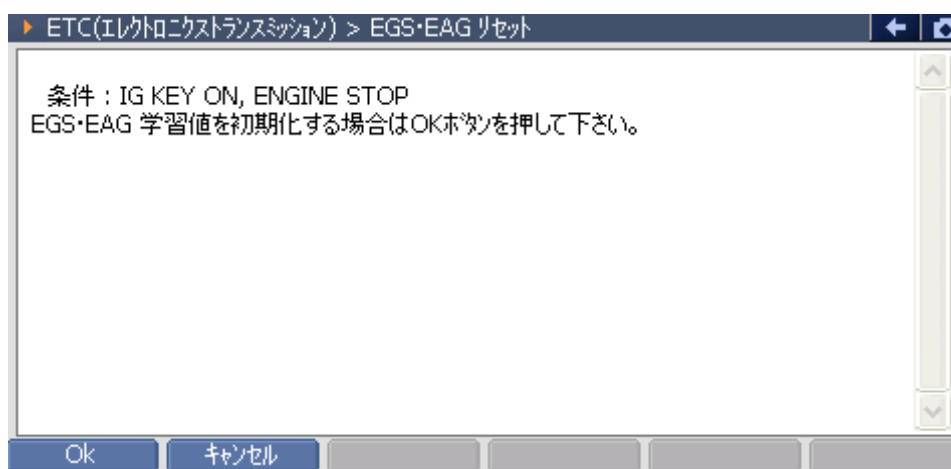 ETC(ｴﾚｸﾄﾛﾆｸｽﾄﾗﾝｽﾐｯｼｮﾝ) > EGS･EAG ﾘｾｯﾄ
条件：IG KEY ON, ENGINE STOP
EGS･EAG 学習値を初期化する場合はOKﾎﾞﾀﾝを押して下さい。
Ok
ｷｬﾝｾﾙ